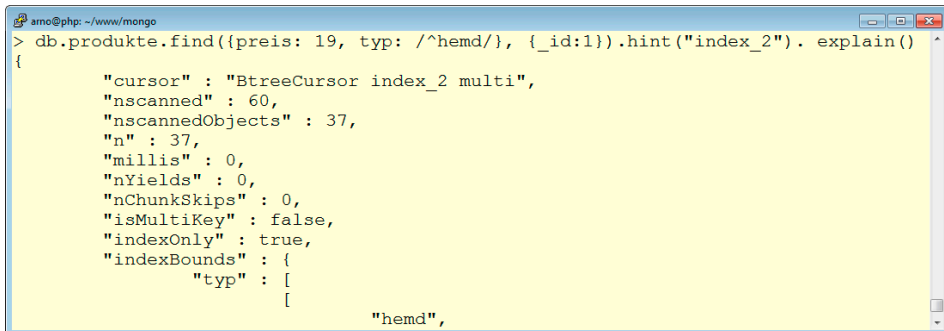 arno@php: ~/www/mongo
> db.produkte.find({preis: 19, typ: /^hemd/}, {_id:1}).hint("index_2"). explain()
{
        "cursor" : "BtreeCursor index_2 multi",
        "nscanned" : 60,
        "nscannedObjects" : 37,
        "n" : 37,
        "millis" : 0,
        "nYields" : 0,
        "nChunkSkips" : 0,
        "isMultiKey" : false,
        "indexOnly" : true,
        "indexBounds" : {
                "typ" : [
                        [
                                "hemd",